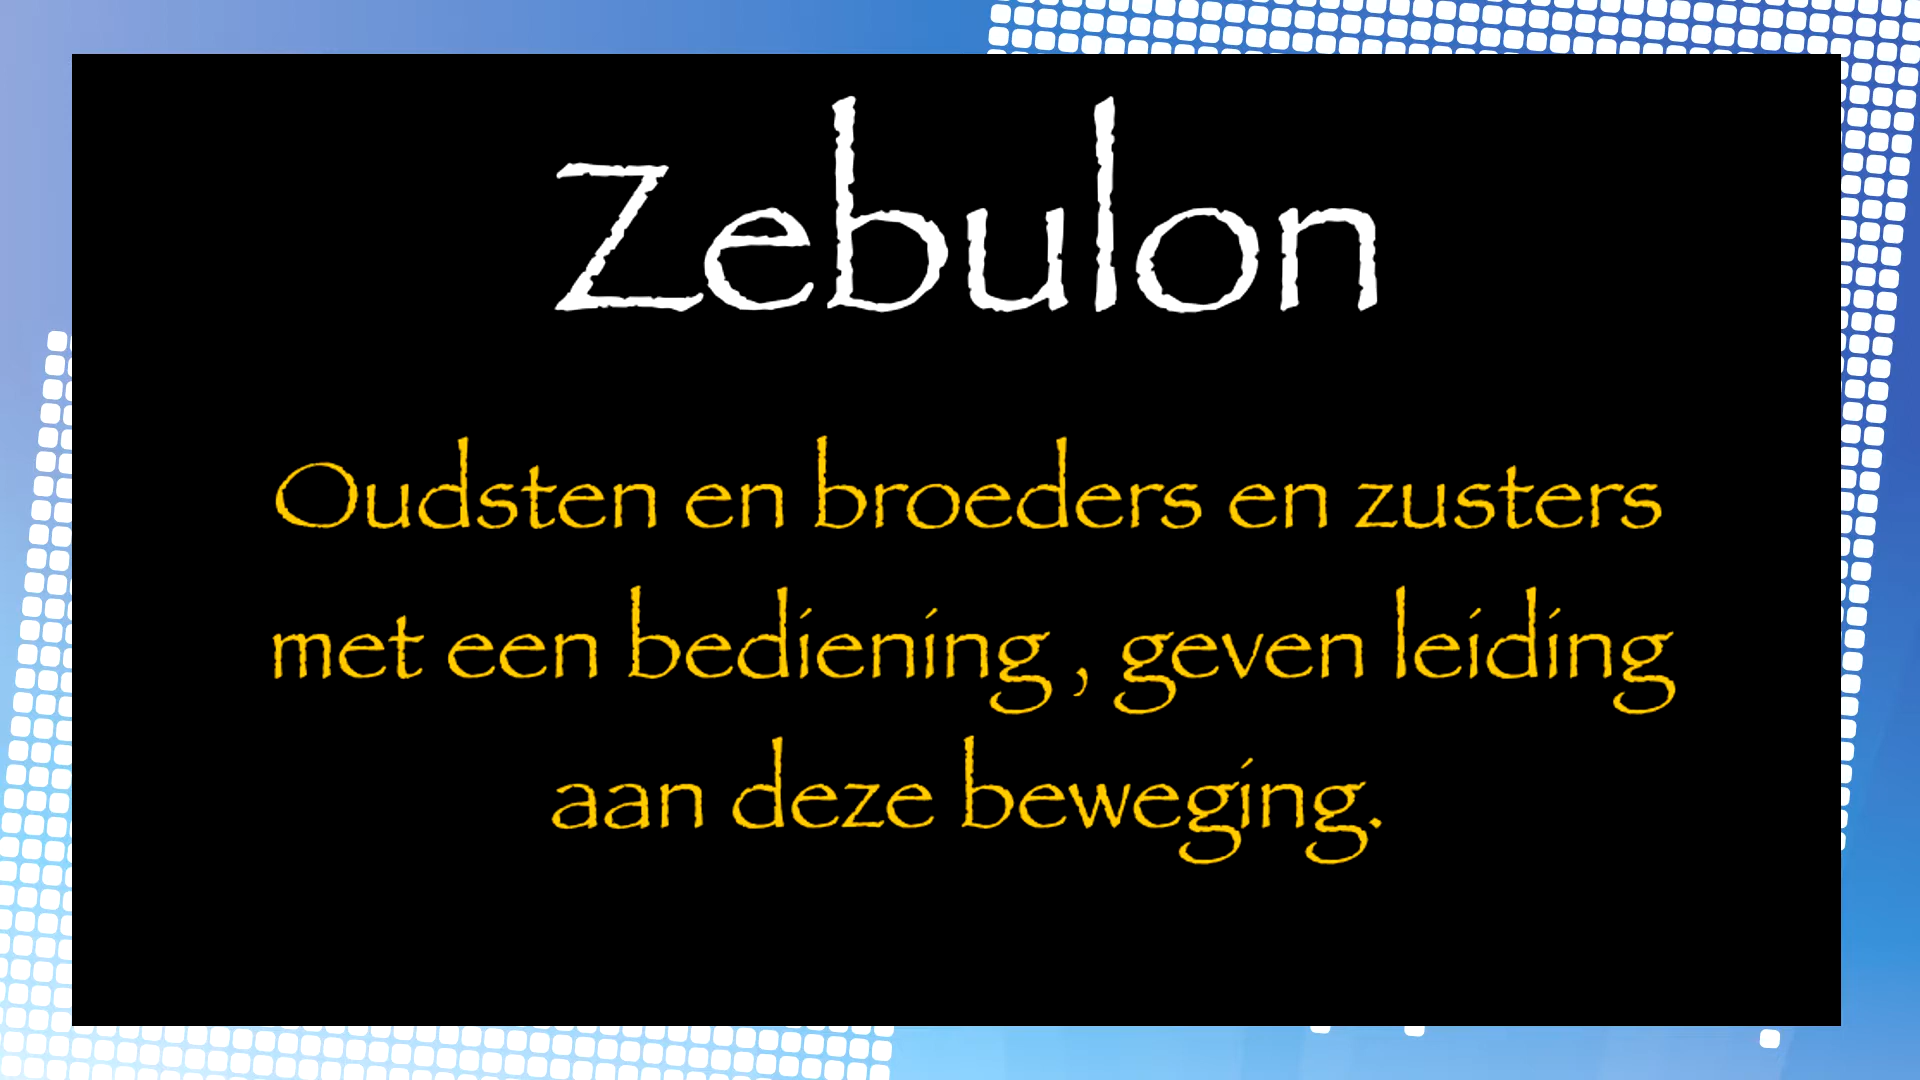 Zebulon
Oudsten en broeders en zusters
met een bediening , geven leiding
aan deze beweging.